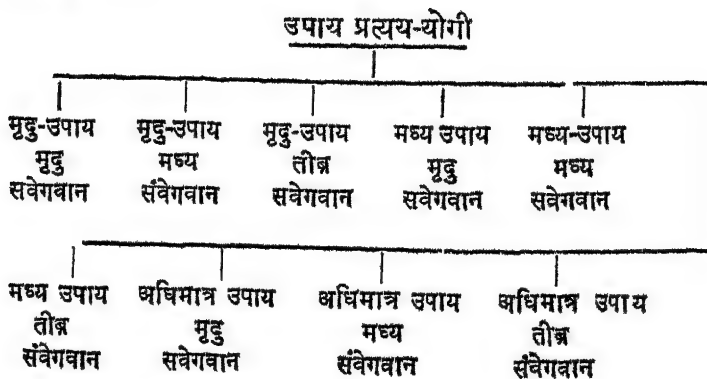 उपाय प्रत्यय-योगी
मृदु-उपाय मृदु-उपाय मृदु-उपाय मध्य उपाय मध्य-उपाय
मृदु मध्य तीव्र मृदु मध्य
सवेगवान संवेगवान सवेगवान सवेगवान संवेगवान
मध्य उपाय अधिमात्र उपाय अधिमात्र उपाय अधिमात्र उपाय
तीव्र मृदु मध्य तीव्र
संवेगवान सवेगवान संवेगवान संवेगवान